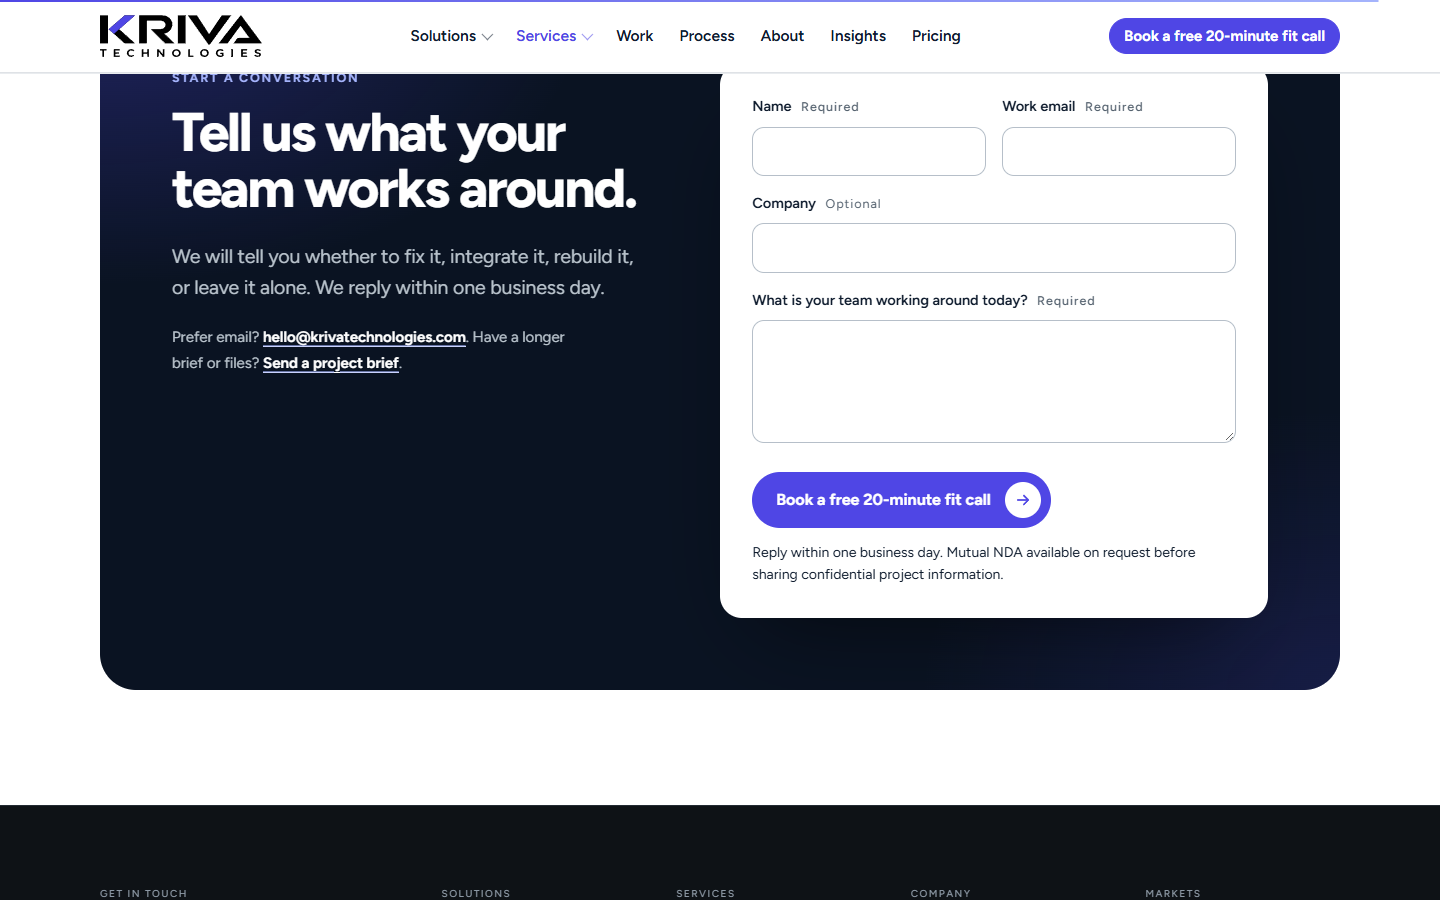 KRIVA
TECHNOLOGIES
Solutions
Services
Work
Process
About
Insights
Pricing
Book a free 20-minute fit call
START A CONVERSATION
Tell us what your
team works around.
We will tell you whether to fix it, integrate it, rebuild it,
or leave it alone. We reply within one business day.
Prefer email? hello@krivatechnologies.com. Have a longer
brief or files? Send a project brief.
Name Required
Work email Required
Company Optional
What is your team working around today? Required
Book a free 20-minute fit call
Reply within one business day. Mutual NDA available on request before
sharing confidential project information.
GET IN TOUCH
SOLUTIONS
SERVICES
COMPANY
MARKETS